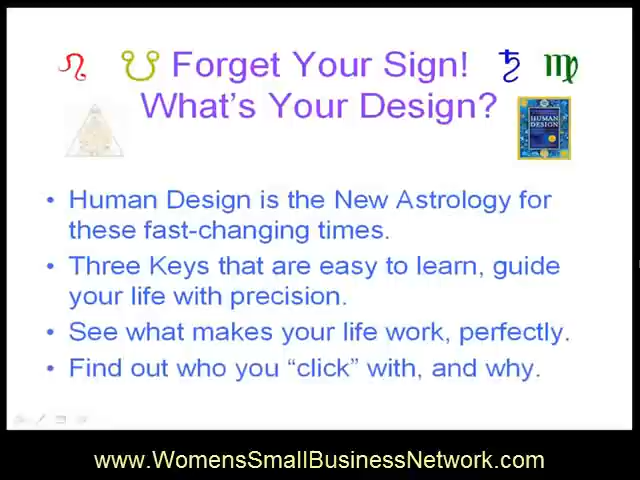 Forget Your Sign!
What's Your Design?
HUMAN
DESIGN
• Human Design is the New Astrology for
these fast-changing times.
• Three Keys that are easy to learn, guide
your life with precision.
• See what makes your life work, perfectly.
• Find out who you “click” with, and why.
www.WomensSmallBusinessNetwork.com